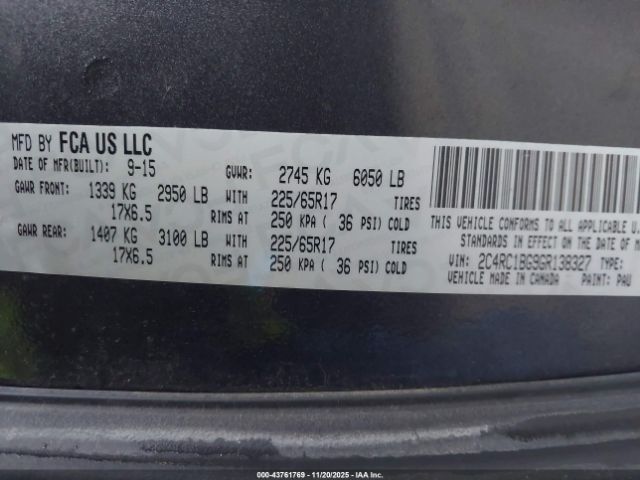 MFD BY FCA US LLC
DATE OF MFR(BUILT): 9-15 GVWR: 2745 KG 6050 LB
GAWR FRONT: 1339 KG 2950 LB WITH 225/65R17 TIRES
17X6.5 RIMS AT 250 KPA ( 36 PSI) COLD
GAWR REAR: 1407 KG 3100 LB WITH 225/65R17 TIRES
17X6.5 RIMS AT 250 KPA ( 36 PSI) COLD
THIS VEHICLE CONFORMS TO ALL APPLICABLE U.
STANDARDS IN EFFECT ON THE DATE OF M
VIN: 2C4RC1BG9GR138327 TYPE:
VEHICLE MADE IN CANADA PAINT: PAU
000-43761769 | 11/20/2025 | IAA Inc.